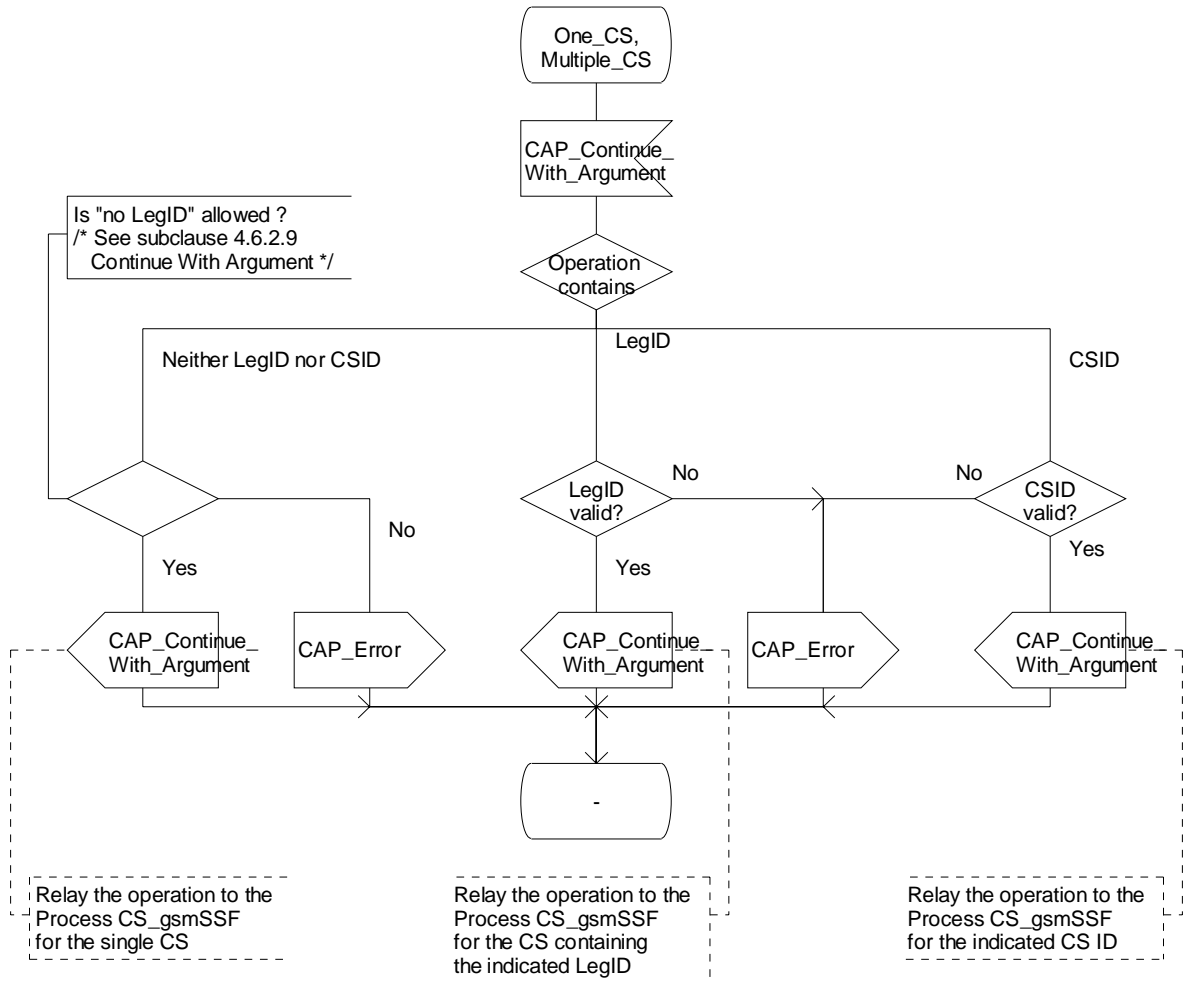 One_CS,
Multiple_CS
CAP_Continue_
With_Argument
Is "no LegID" allowed ?
/* See subclause 4.6.2.9
Continue With Argument */
Operation
contains
Neither LegID nor CSID
LegID
CSID
No
LegID
valid?
No
CSID
valid?
No
Yes
Yes
Yes
CAP_Continue_
With_Argument
CAP_Error
CAP_Continue_
With_Argument
CAP_Error
CAP_Continue_
With_Argument
-
Relay the operation to the
Process CS_gsmSSF
for the single CS
Relay the operation to the
Process CS_gsmSSF
for the CS containing
the indicated LegID
Relay the operation to the
Process CS_gsmSSF
for the indicated CS ID